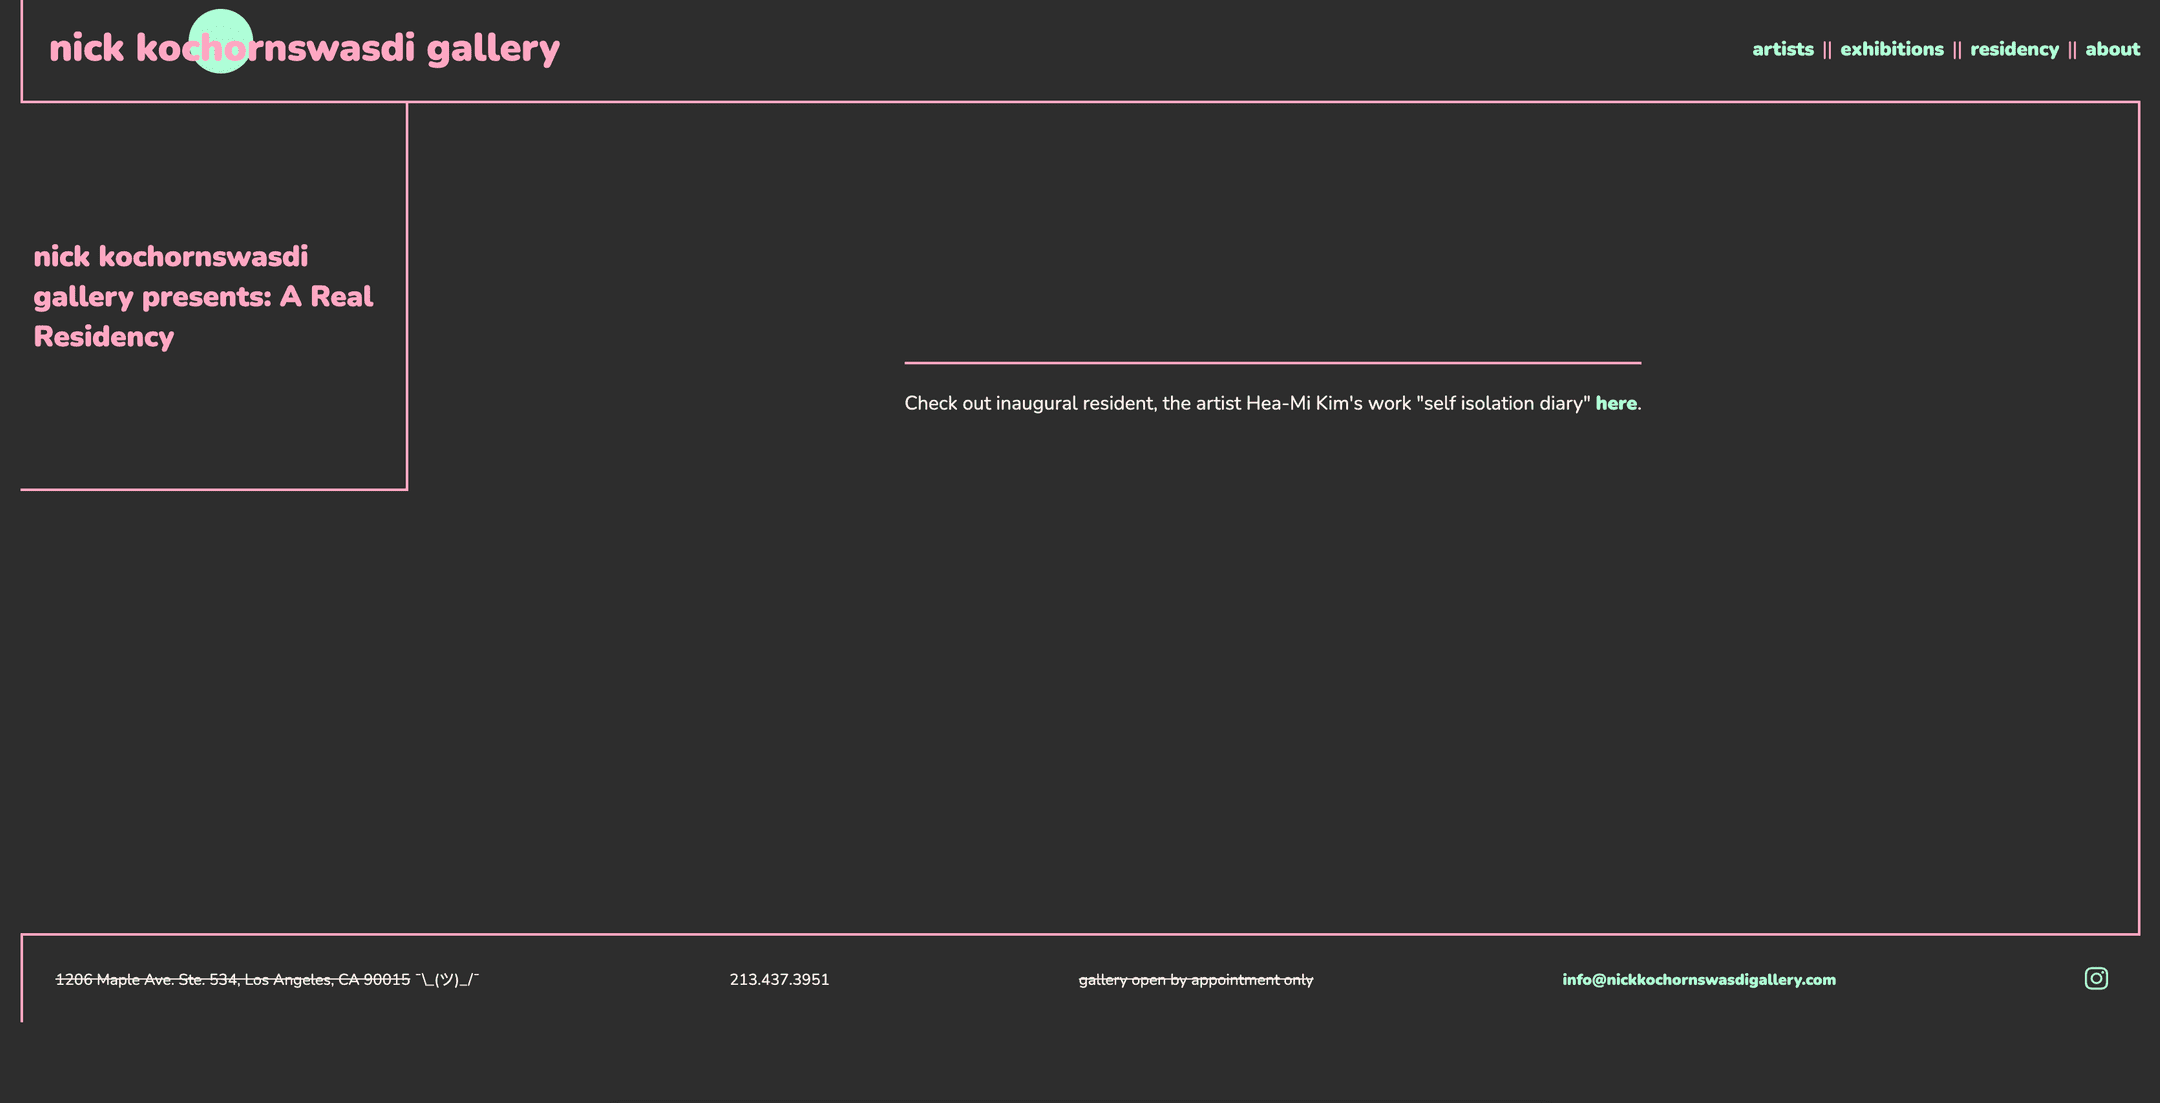 nick kochornswasdi gallery
artists || exhibitions || residency || about
nick kochornswasdi
gallery presents: A Real
Residency
Check out inaugural resident, the artist Hea-Mi Kim's work "self isolation diary" here.
1206 Maple Ave. Ste. 534, Los Angeles, CA 90015 ¯\_(ツ)_/¯
213.437.3951
gallery open by appointment only
info@nickkochornswasdigallery.com